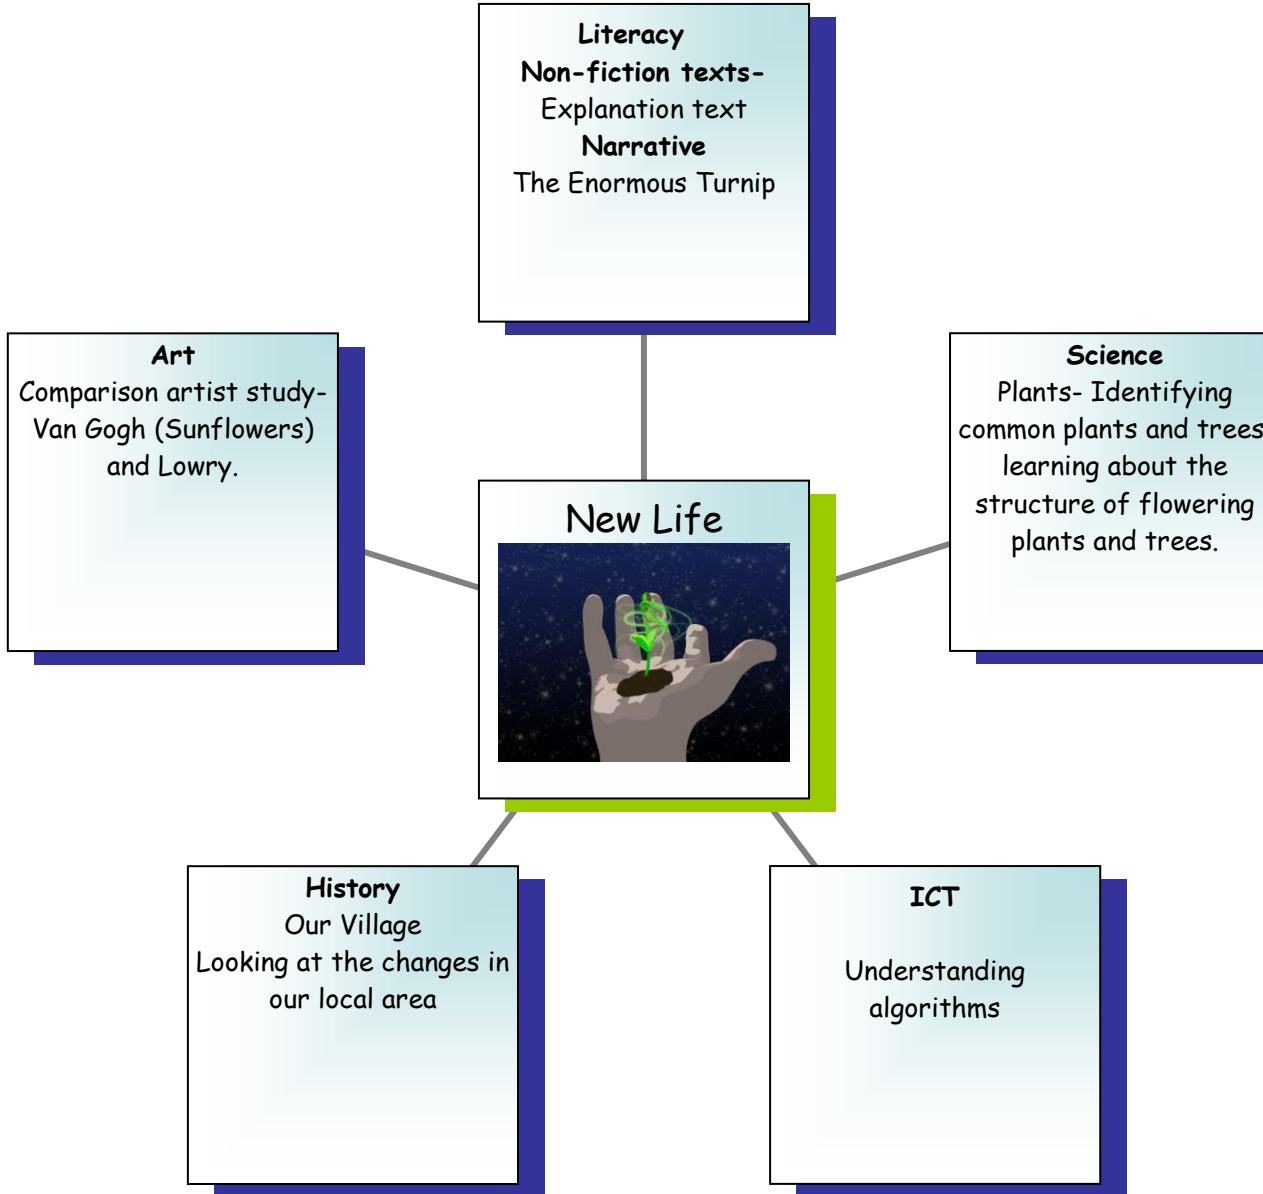 Literacy
Non-fiction texts-
Explanation text
Narrative
The Enormous Turnip
Art
Comparison artist study-
Van Gogh (Sunflowers)
and Lowry.
Science
Plants- Identifying
common plants and trees
learning about the
structure of flowering
plants and trees.
New Life
History
Our Village
Looking at the changes in
our local area
ICT
Understanding
algorithms